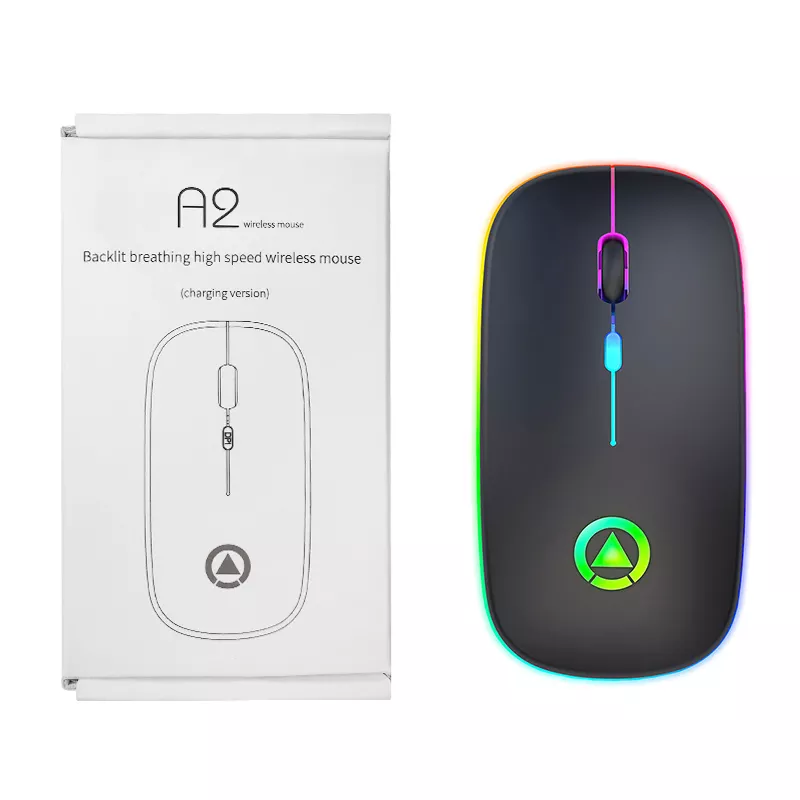 A2 wireless mouse
Backlit breathing high speed wireless mouse
(charging version)
DPI